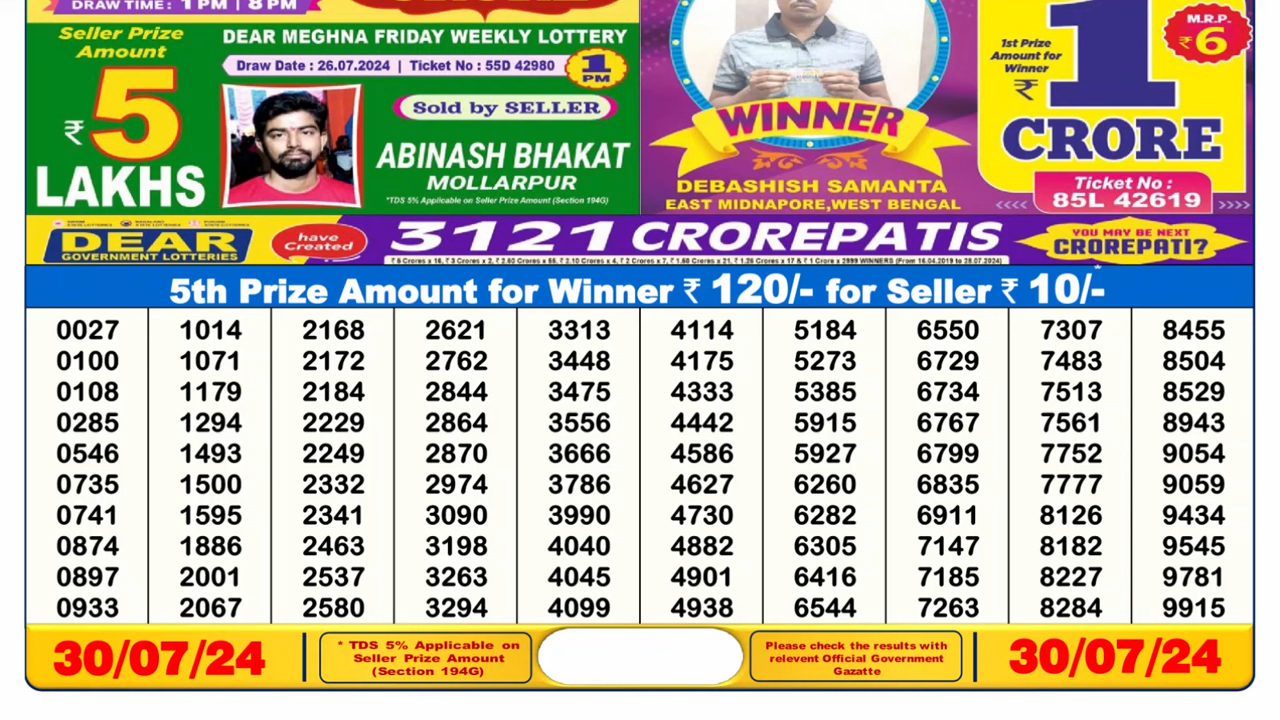 DRAW TIME : 1 PM | 8 PM
Seller Prize
Amount
₹5
LAKHS
DEAR MEGHNA FRIDAY WEEKLY LOTTERY
Draw Date : 26.07.2024 | Ticket No : 55D 42980
1
PM
Sold by SELLER
ABINASH BHAKAT
MOLLARPUR
*TDS 5% Applicable on Seller Prize Amount (Section 194G)
WINNER
DEBASHISH SAMANTA
EAST MIDNAPORE,WEST BENGAL
1st Prize
Amount for
Winner
₹
1
CRORE
M.R.P.
₹6
Ticket No :
<<<< 85L 42619 >>>>
DEAR
GOVERNMENT LOTTERIES
have
Created
3121 CROREPATIS
YOU MAY BE NEXT
CROREPATI?
5th Prize Amount for Winner ₹ 120/- for Seller ₹ 10/-*
0027 1014 2168 2621 3313 4114 5184 6550 7307 8455
0100 1071 2172 2762 3448 4175 5273 6729 7483 8504
0108 1179 2184 2844 3475 4333 5385 6734 7513 8529
0285 1294 2229 2864 3556 4442 5915 6767 7561 8943
0546 1493 2249 2870 3666 4586 5927 6799 7752 9054
0735 1500 2332 2974 3786 4627 6260 6835 7777 9059
0741 1595 2341 3090 3990 4730 6282 6911 8126 9434
0874 1886 2463 3198 4040 4882 6305 7147 8182 9545
0897 2001 2537 3263 4045 4901 6416 7185 8227 9781
0933 2067 2580 3294 4099 4938 6544 7263 8284 9915
30/07/24
* TDS 5% Applicable on
Seller Prize Amount
(Section 194G)
Please check the results with
relevent Official Government
Gazatte
30/07/24